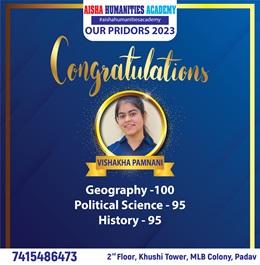 AISHA HUMANITIES ACADEMY
#aishahumanitiesacademy
OUR PRIDORS 2023
Congratulations
VISHAKHA PAMNANI
Geography -100
Political Science - 95
History - 95
7415486473
2nd Floor, Khushi Tower, MLB Colony, Padav